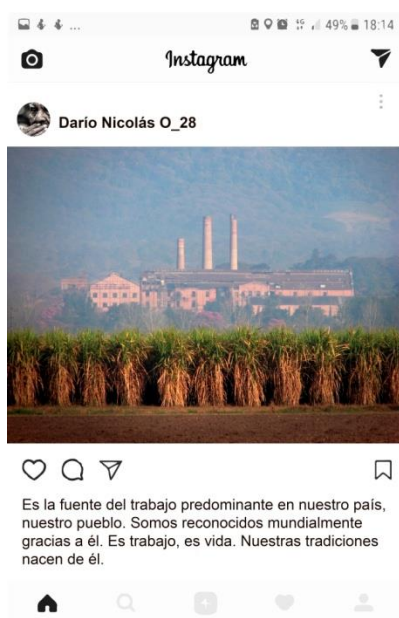 ... 49% 18:14
Instagram
Darío Nicolás O_28
Es la fuente del trabajo predominante en nuestro país,
nuestro pueblo. Somos reconocidos mundialmente
gracias a él. Es trabajo, es vida. Nuestras tradiciones
nacen de él.